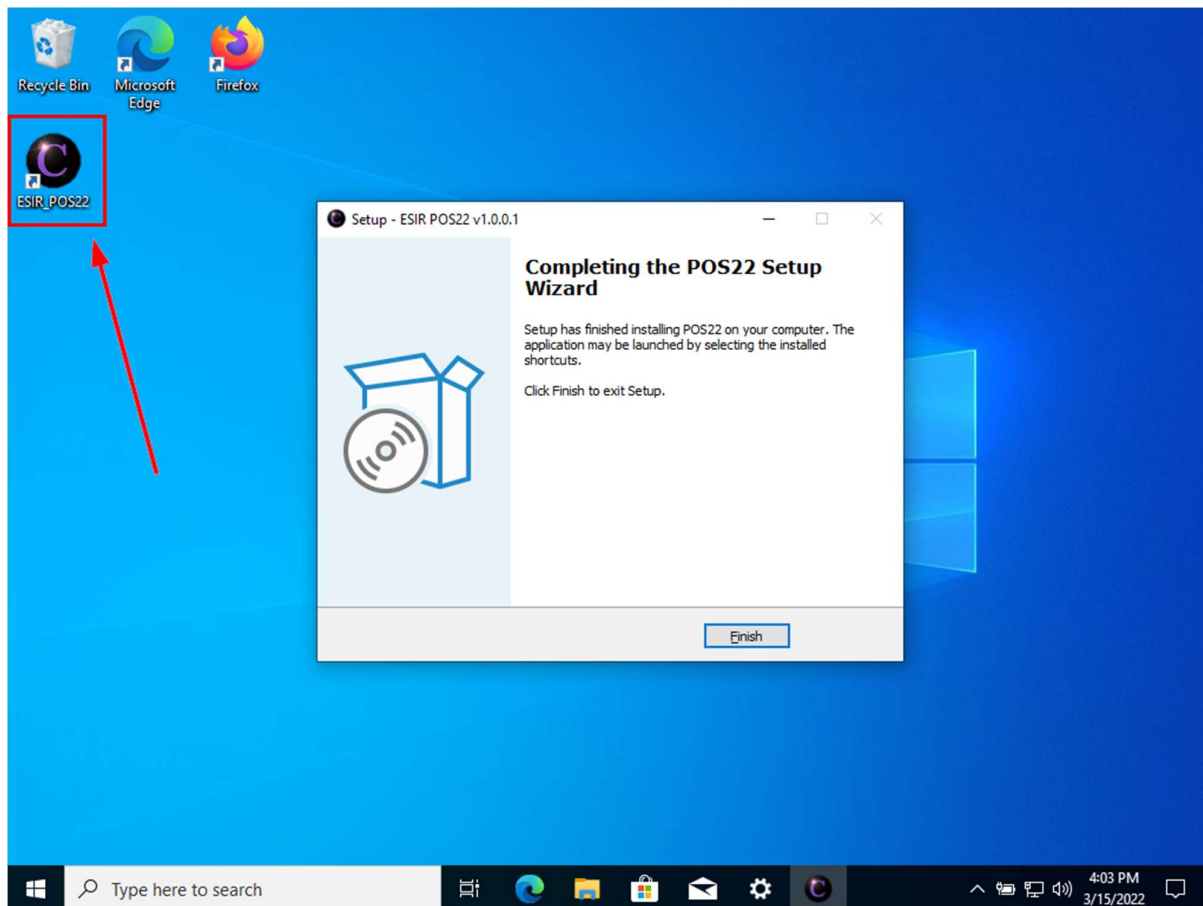 Recycle Bin
Microsoft
Edge
Firefox
C
ESIR_POS22
Setup - ESIR POS22 v1.0.0.1
Completing the POS22 Setup
Wizard
Setup has finished installing POS22 on your computer. The
application may be launched by selecting the installed
shortcuts.
Click Finish to exit Setup.
Finish
Type here to search
C
4:03 PM
3/15/2022